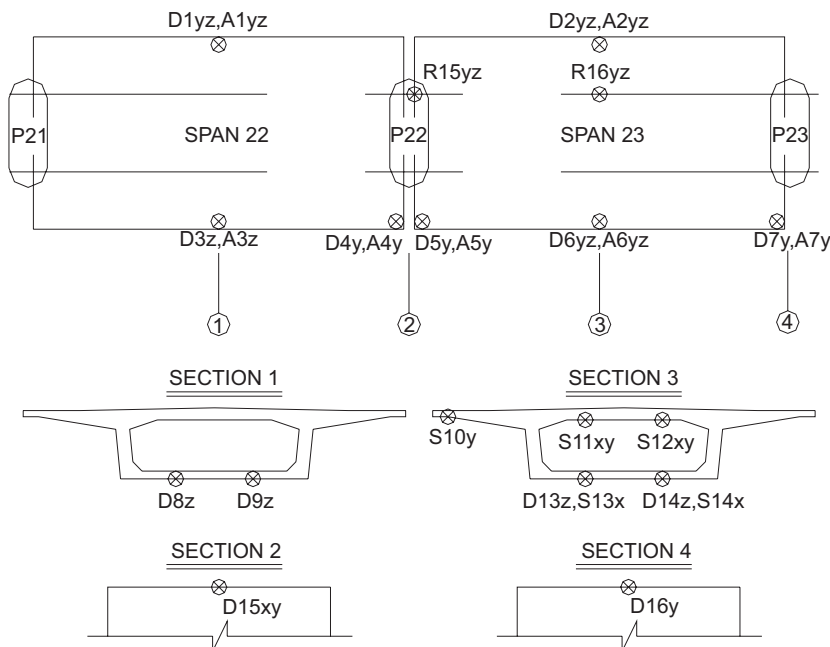 D1yz,A1yz D2yz,A2yz
R15yz R16yz
P21 SPAN 22 P22 SPAN 23 P23
D3z,A3z D4y,A4y D5y,A5y D6yz,A6yz D7y,A7y
1 2 3 4
SECTION 1 SECTION 3
S10y S11xy S12xy
D8z D9z D13z,S13x D14z,S14x
SECTION 2 SECTION 4
D15xy D16y